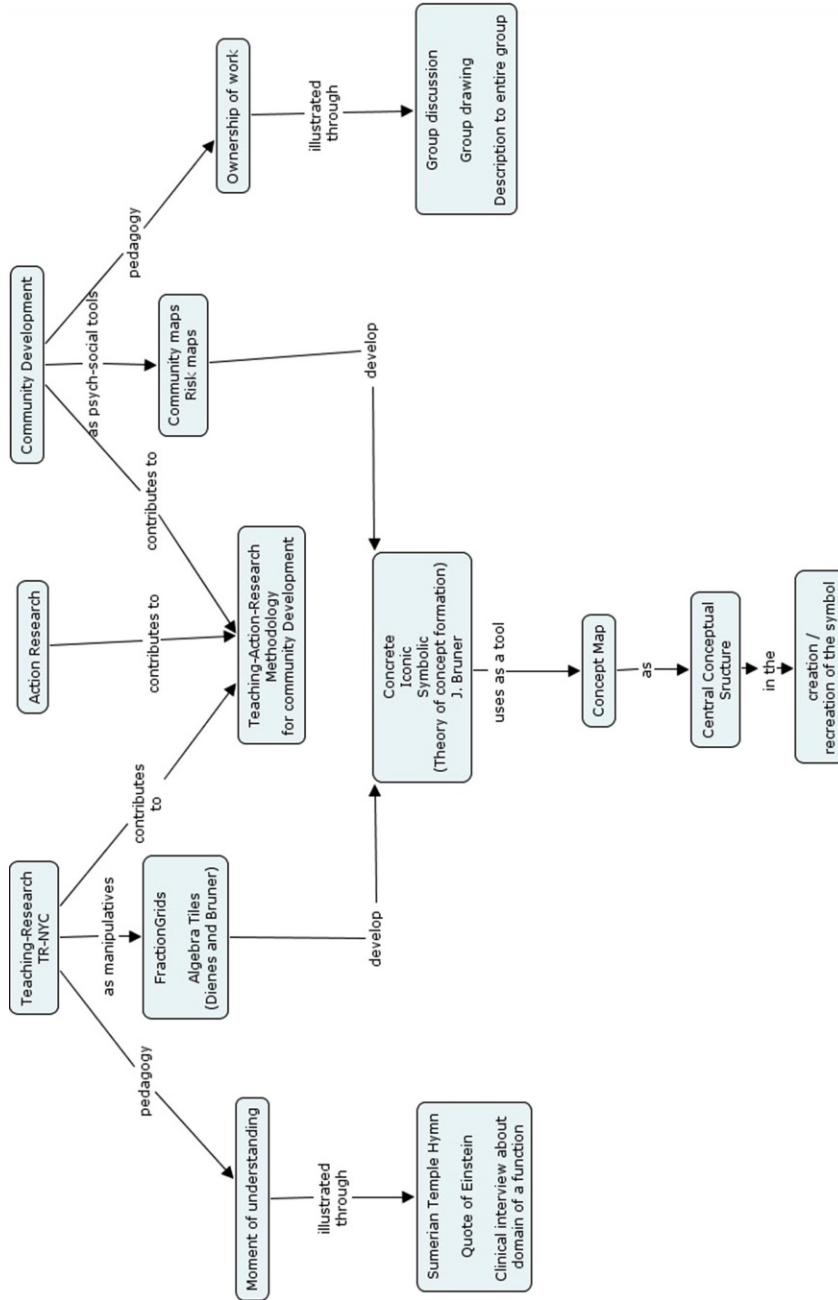 Teaching-Research
TR-NYC
Action Research
Community Development
pedagogy
as manipulatives
contributes
to
contributes to
contributes to
as psych-social tools
pedagogy
Moment of understanding
FractionGrids
Algebra Tiles
(Dienes and Bruner)
Teaching-Action-Research
Methodology
for community Development
Community maps
Risk maps
Ownership of work
illustrated
through
develop
develop
illustrated
through
Sumerian Temple Hymn
Quote of Einstein
Clinical interview about
domain of a function
Concrete
Iconic
Symbolic
(Theory of concept formation)
J. Bruner
Group discussion
Group drawing
Description to entire group
uses as a tool
Concept Map
as
Central Conceptual
Sructure
in the
creation /
recreation of the symbol